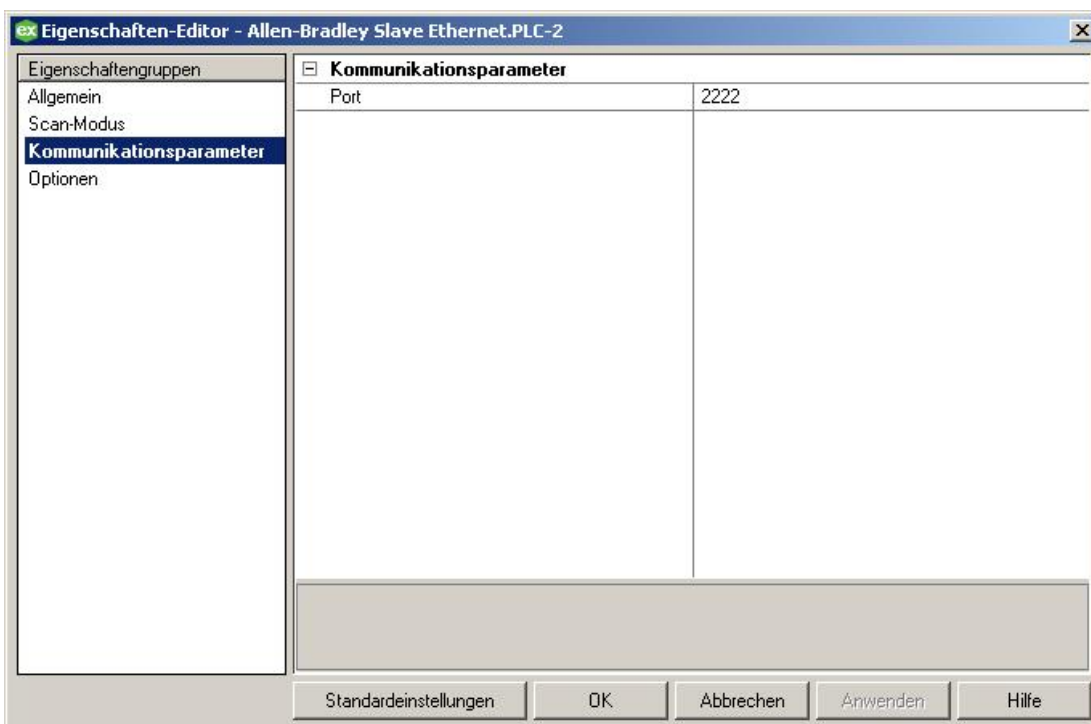 ex Eigenschaften-Editor - Allen-Bradley Slave Ethernet.PLC-2
Eigenschaftengruppen
Allgemein
Scan-Modus
Kommunikationsparameter
Optionen
Kommunikationsparameter
Port 2222
Standardeinstellungen OK Abbrechen Anwenden Hilfe